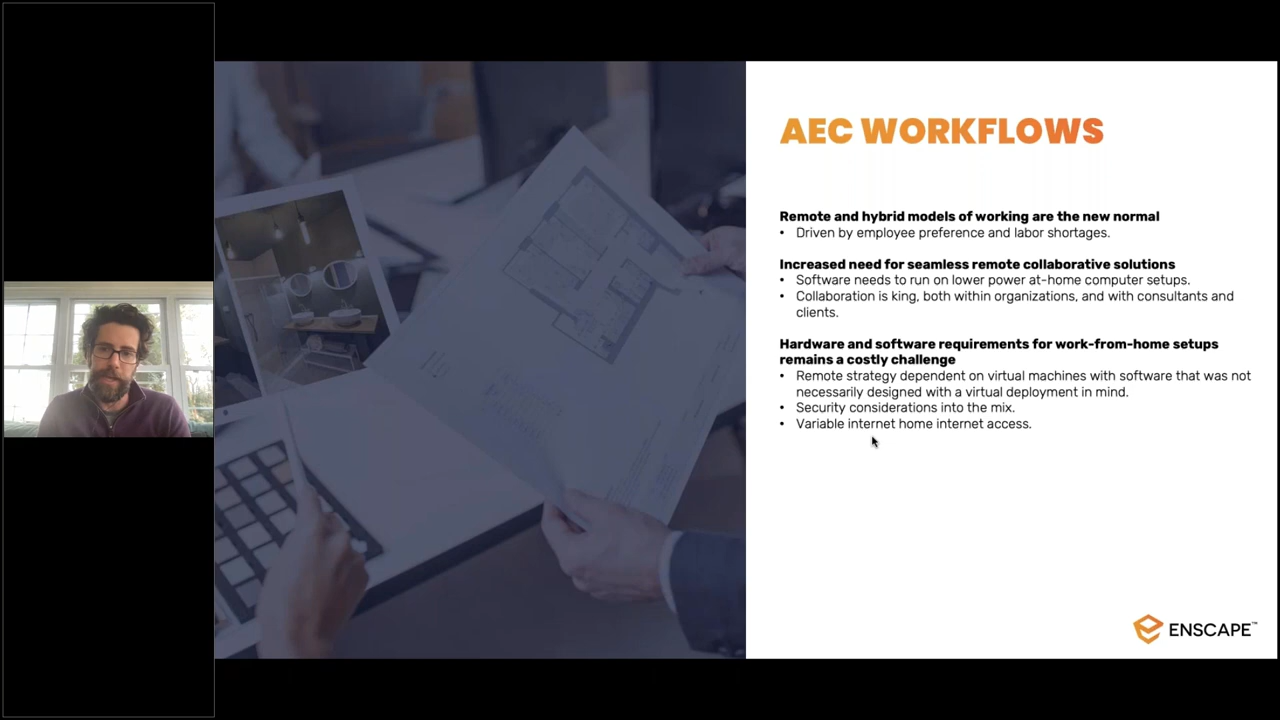 AEC WORKFLOWS
Remote and hybrid models of working are the new normal
• Driven by employee preference and labor shortages.
Increased need for seamless remote collaborative solutions
• Software needs to run on lower power at-home computer setups.
• Collaboration is king, both within organizations, and with consultants and
clients.
Hardware and software requirements for work-from-home setups
remains a costly challenge
• Remote strategy dependent on virtual machines with software that was not
necessarily designed with a virtual deployment in mind.
• Security considerations into the mix.
• Variable internet home internet access.
ENSCAPE™